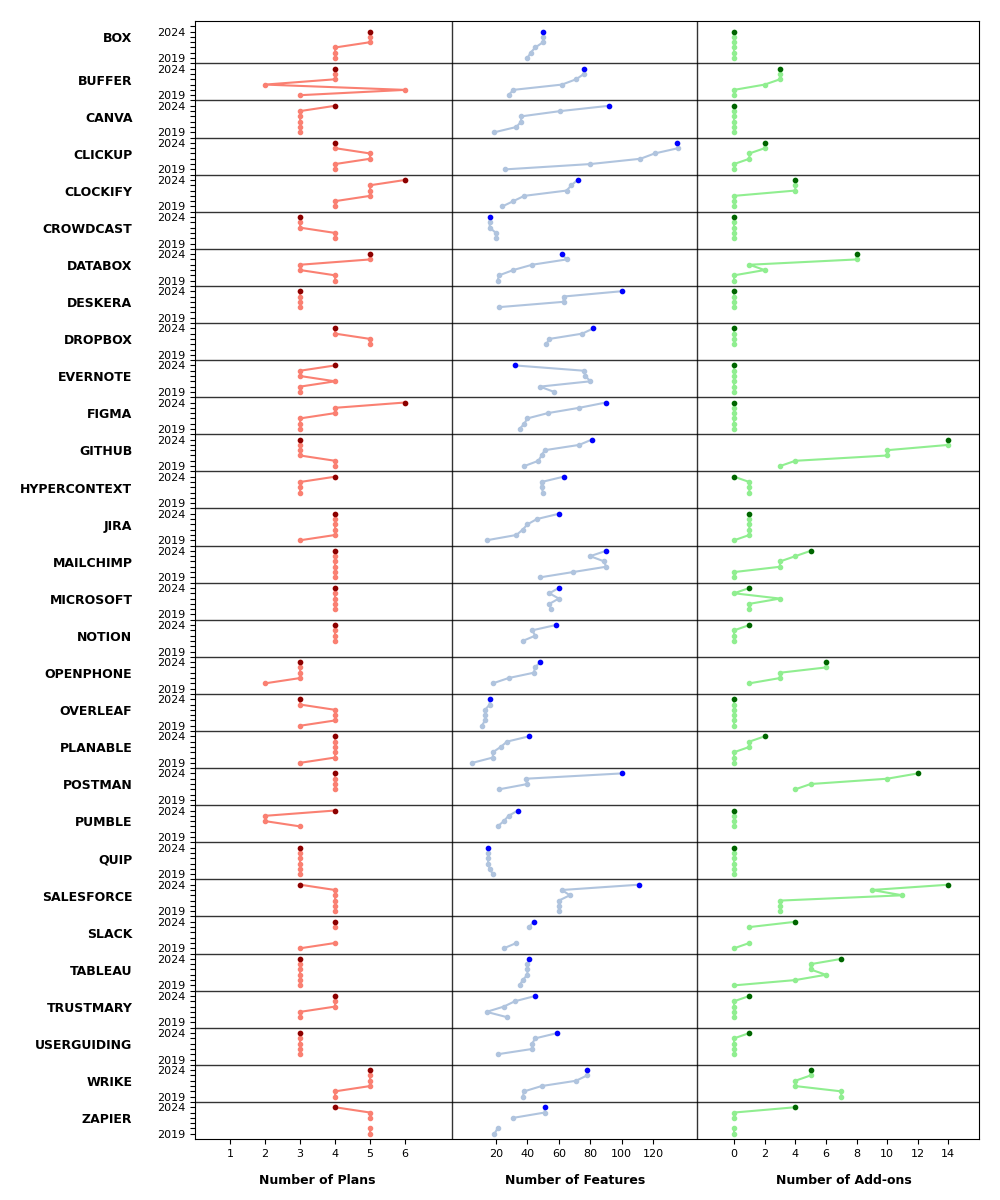 BOX 2024
2019
BUFFER 2024
2019
CANVA 2024
2019
CLICKUP 2024
2019
CLOCKIFY 2024
2019
CROWDCAST 2024
2019
DATABOX 2024
2019
DESKERA 2024
2019
DROPBOX 2024
2019
EVERNOTE 2024
2019
FIGMA 2024
2019
GITHUB 2024
2019
HYPERCONTEXT 2024
2019
JIRA 2024
2019
MAILCHIMP 2024
2019
MICROSOFT 2024
2019
NOTION 2024
2019
OPENPHONE 2024
2019
OVERLEAF 2024
2019
PLANABLE 2024
2019
POSTMAN 2024
2019
PUMBLE 2024
2019
QUIP 2024
2019
SALESFORCE 2024
2019
SLACK 2024
2019
TABLEAU 2024
2019
TRUSTMARY 2024
2019
USERGUIDING 2024
2019
WRIKE 2024
2019
ZAPIER 2024
2019
1 2 3 4 5 6 20 40 60 80 100 120 0 2 4 6 8 10 12 14
Number of Plans Number of Features Number of Add-ons